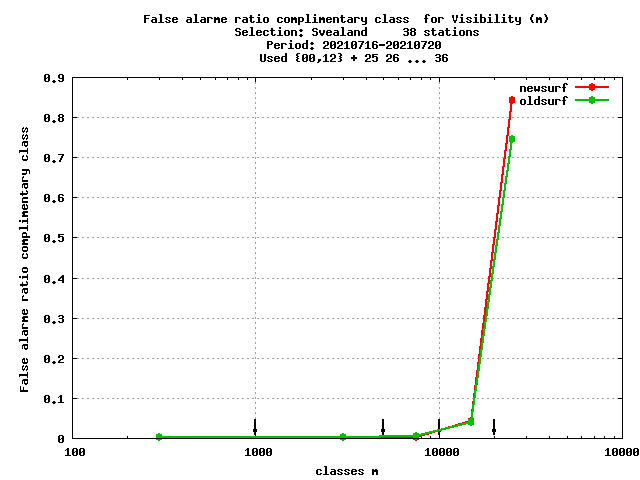 False alarme ratio complimentary class  for Visibility (m)
Selection: Svealand     38 stations
Period: 20210716-20210720
Used {00,12} + 25 26 ... 36
newsurf
oldsurf
False alarme ratio complimentary class
0.9
0.8
0.7
0.6
0.5
0.4
0.3
0.2
0.1
0
100 1000 10000 10000
classes m